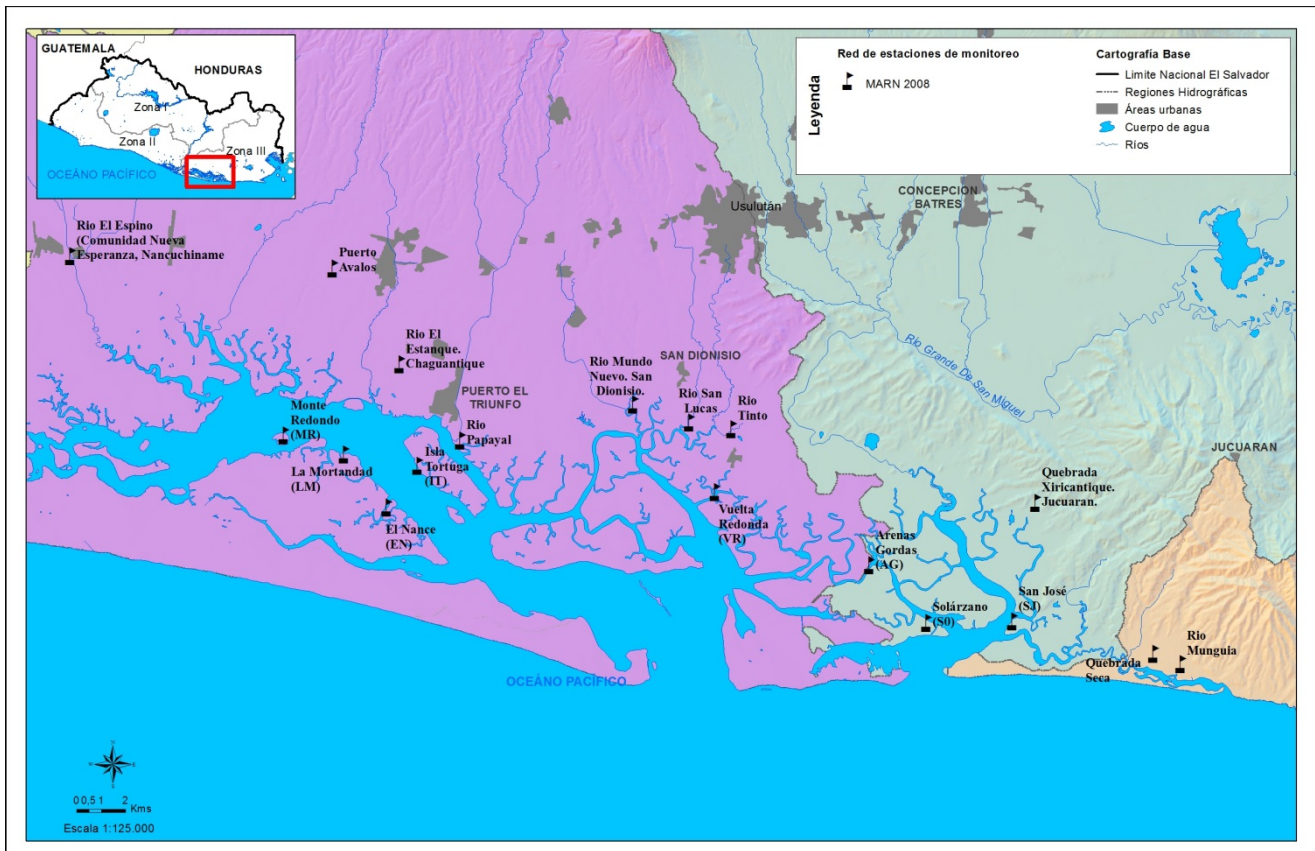 GUATEMALA
HONDURAS
Zona I
Zona II
Zona III
OCEÁNO PACÍFICO
Leyenda
Red de estaciones de monitoreo
MARN 2008
Cartografía Base
Limite Nacional El Salvador
Regiones Hidrográficas
Áreas urbanas
Cuerpo de agua
Ríos
Usulután
CONCEPCION
BATRES
Rio El Espino
(Comunidad Nueva
Esperanza, Nancuchiname
Puerto
Avalos
Rio El
Estanque.
Chaguantique
PUERTO EL
TRIUNFO
Rio Mundo
Nuevo. San
Dionisio.
SAN DIONISIO
Rio San
Lucas
Rio
Tinto
Río Grande De San Miguel
Monte
Redondo
(MR)
La Mortandad
(LM)
Isla
Tortuga
(IT)
Rio
Papayal
El Nance
(EN)
Vuelta
Redonda
(VR)
Arenas
Gordas
(AG)
Quebrada
Xiricantique.
Jucuaran.
JUCUARAN
Solárzano
(S0)
San José
(SJ)
Quebrada
Seca
Rio
Munguia
OCEÁNO PACÍFICO
0 0,5 1 2
Kms
Escala 1:125.000